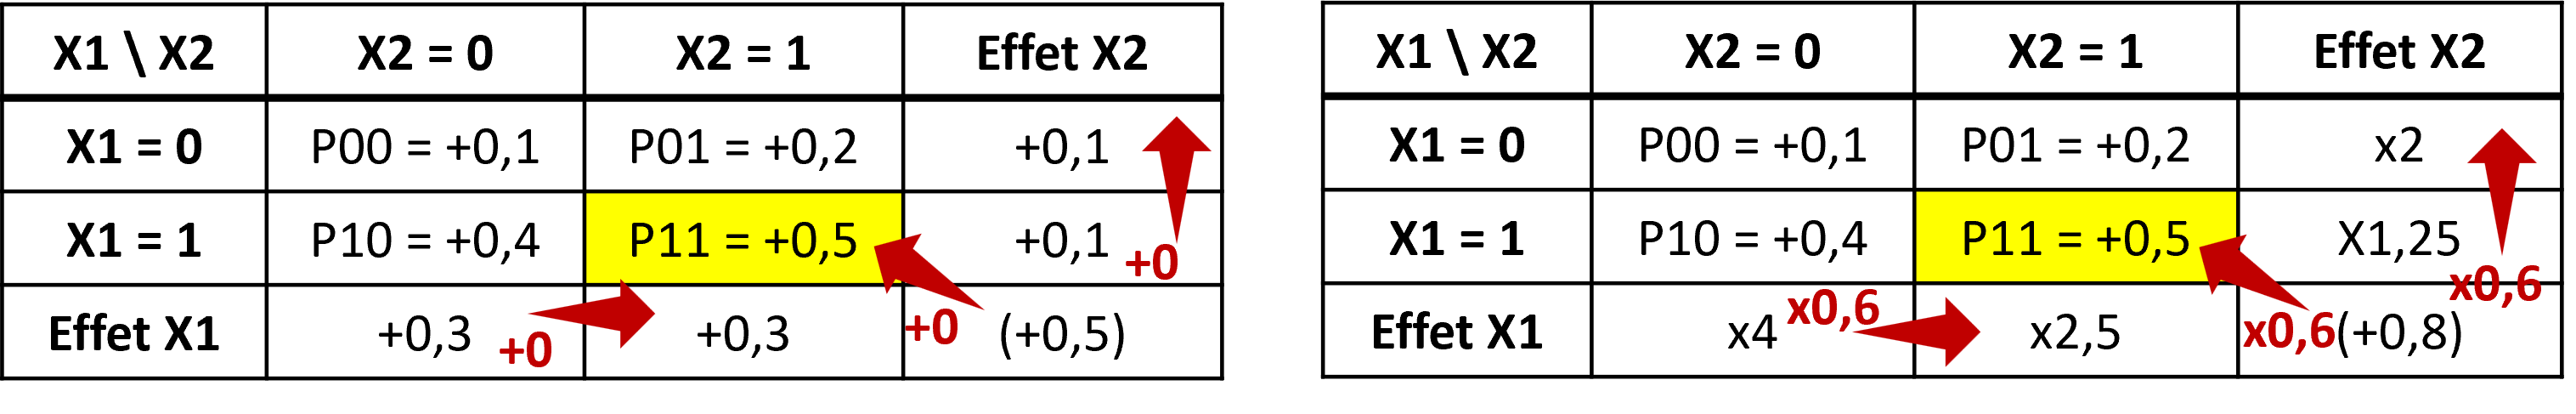 X1 \ X2 X2 = 0 X2 = 1 Effet X2
X1 = 0 P00 = +0,1 P01 = +0,2 +0,1
X1 = 1 P10 = +0,4 P11 = +0,5 +0,1 +0
Effet X1 +0,3 +0 +0,3 +0 (+0,5)
X1 \ X2 X2 = 0 X2 = 1 Effet X2
X1 = 0 P00 = +0,1 P01 = +0,2 x2
X1 = 1 P10 = +0,4 P11 = +0,5 X1,25 x0,6
Effet X1 x4 x0,6 x2,5 x0,6 (+0,8)